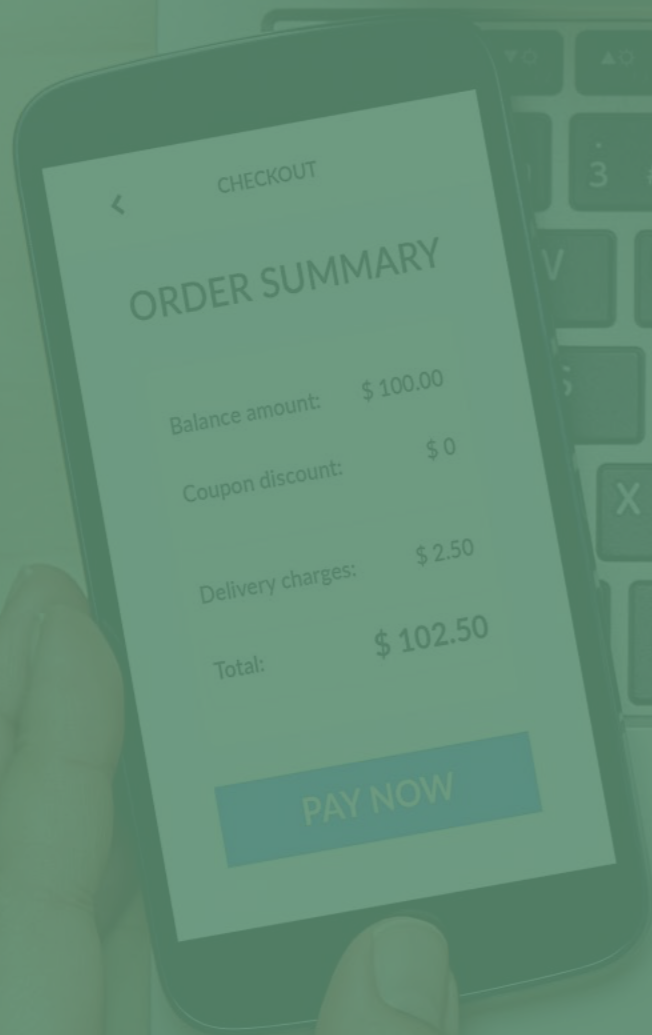 CHECKOUT
ORDER SUMMARY
Balance amount: $ 100.00
Coupon discount: $ 0
Delivery charges: $ 2.50
Total: $ 102.50
PAY NOW
3
V
X